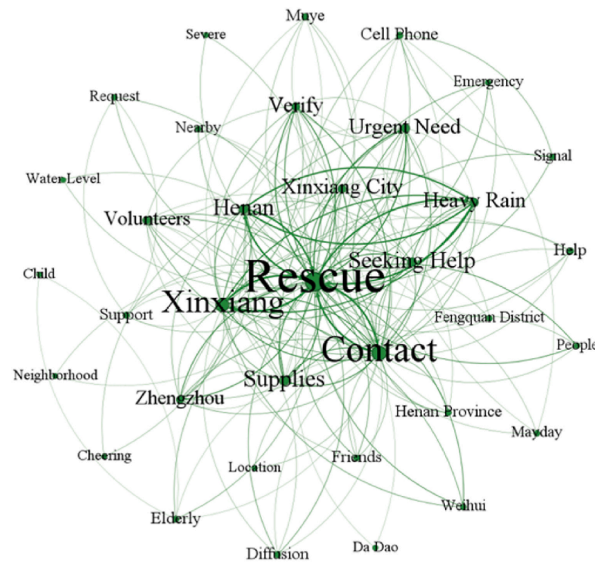 Muye
Severe
Cell Phone
Emergency
Request
Verify
Nearby
Urgent Need
Signal
Water Level
Xinxiang City
Henan
Heavy Rain
Volunteers
Help
Seeking Help
Rescue
Child
Xinxiang
Support
Fengquan District
People
Contact
Neighborhood
Supplies
Zhengzhou
Henan Province
Mayday
Cheering
Location
Friends
Weihui
Elderly
Diffusion
Da Dao